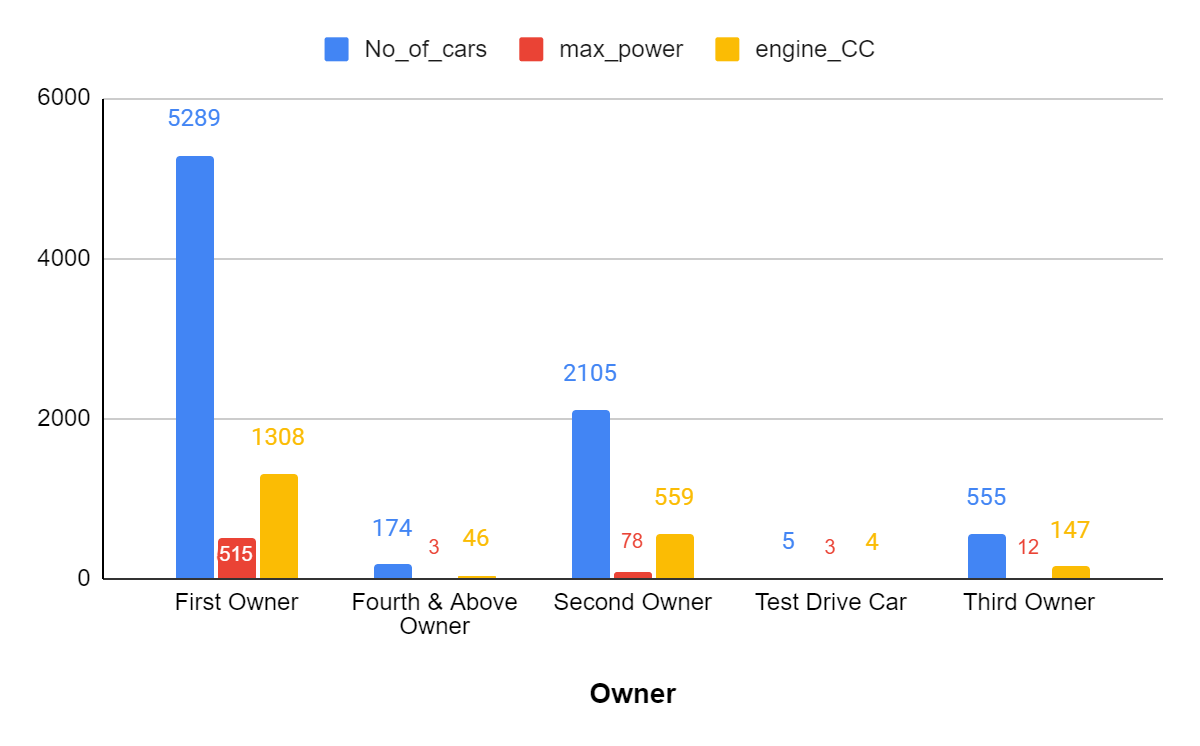 No_of_cars max_power engine_CC
6000
5289
4000
2105
2000
1308
559
555
174
3
46
78
5
3
4
12
147
515
0
First Owner
Fourth & Above
Owner
Second Owner
Test Drive Car
Third Owner
Owner